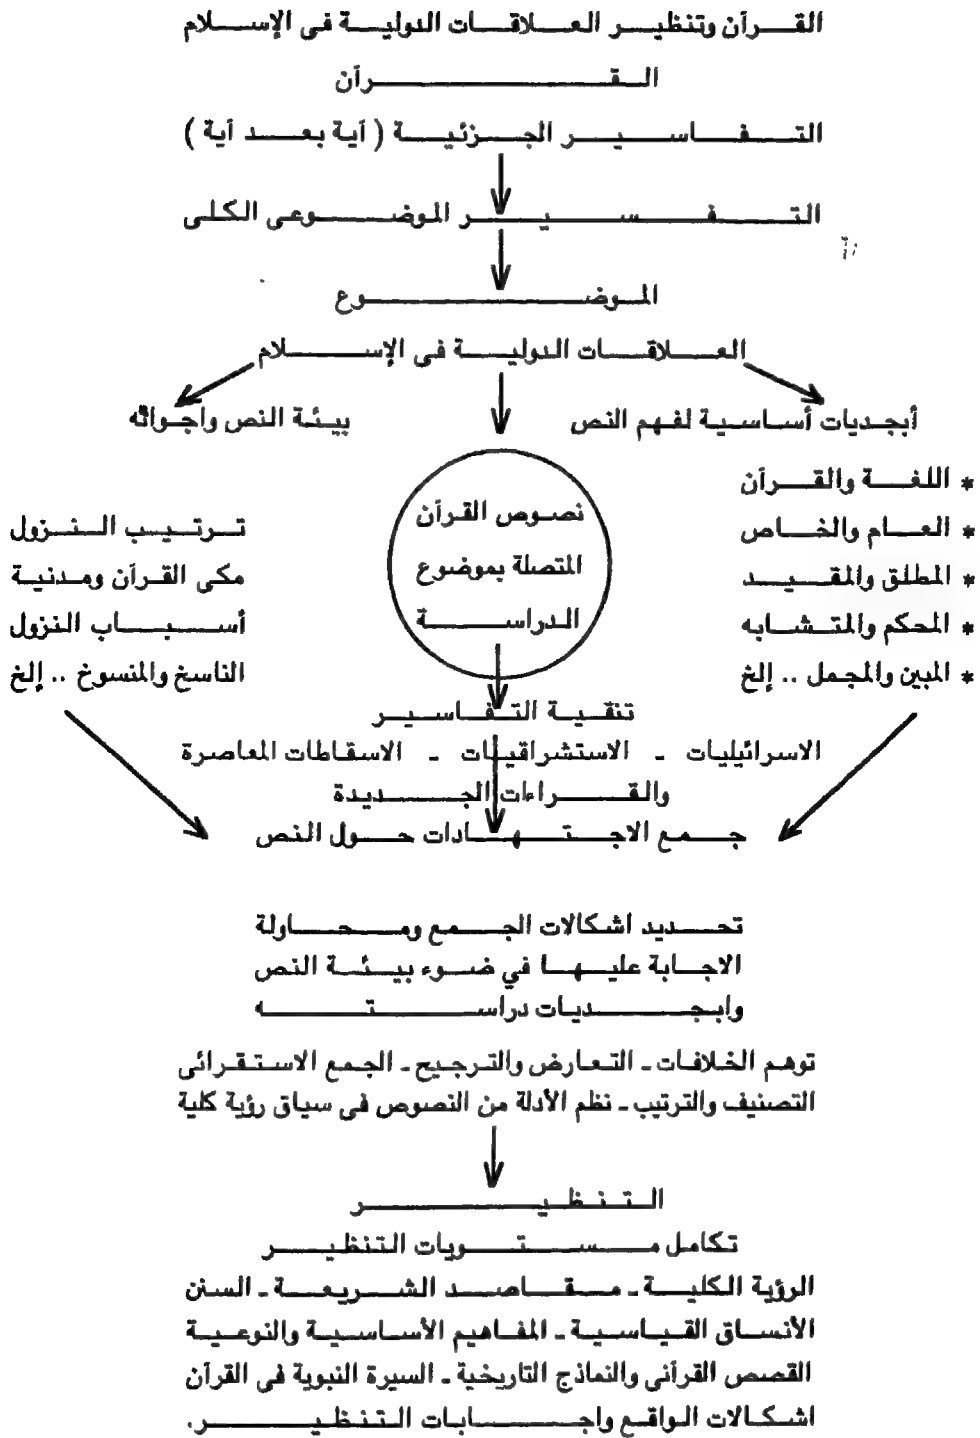 القرآن وتنظير العلاقات الدولية فى الإسلام
القرآن
التفاسير الجزئية ( آية بعد آية )
التفسير الموضوعى الكلى
الموضوع
العلاقات الدولية فى الإسلام
أبجديات أساسية لفهم النص
بيئة النص واجوائه
* اللغة والقرآن
* العام والخاص
* المطلق والمقيد
* المحكم والمتشابه
* المبين والمجمل .. إلخ
نصوص القرآن
المتصلة بموضوع
الدراسة
ترتيب النزول
مكى القرآن ومدنية
أسباب النزول
الناسخ والمنسوخ .. إلخ
تنقية التفاسير
الاسرائيليات - الاستشراقيات - الاسقاطات المعاصرة
والقراءات الجديدة
جمع الاجتهادات حول النص
تحديد اشكالات الجمع ومحاولة
الاجابة عليها في ضوء بيئة النص
وابجديات دراسته
توهم الخلافات - التعارض والترجيح - الجمع الاستقرائى
التصنيف والترتيب - نظم الأدلة من النصوص فى سياق رؤية كلية
التنظير
تكامل مستويات التنظير
الرؤية الكلية - مقاصد الشريعة - السنن
الأنساق القياسية - المفاهيم الأساسية والنوعية
القصص القرآنى والنماذج التاريخية - السيرة النبوية فى القرآن
اشكالات الواقع واجابات التنظير.